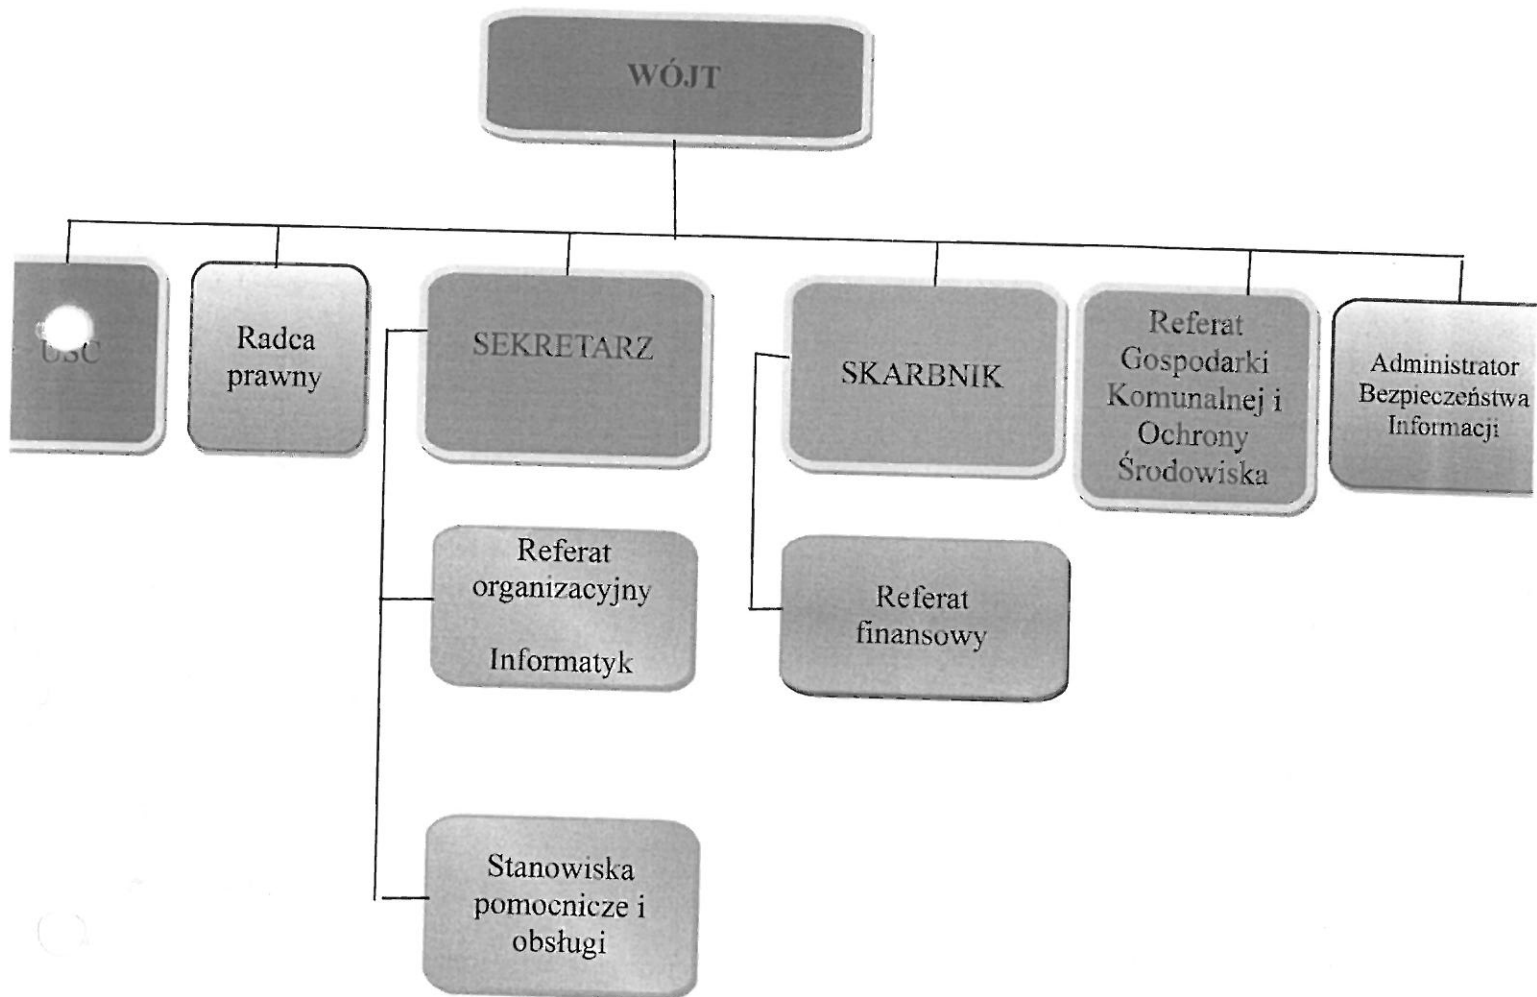 WÓJT
USC
Radca
prawny
SEKRETARZ
SKARBNIK
Referat
Gospodarki
Komunalnej i
Ochrony
Środowiska
Administrator
Bezpieczeństwa
Informacji
Referat
organizacyjny
Informatyk
Referat
finansowy
Stanowiska
pomocnicze i
obsługi